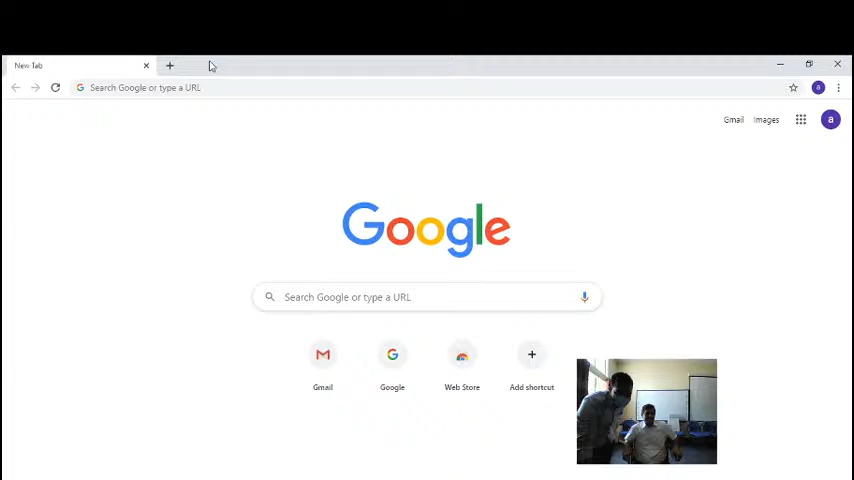 New Tab
Search Google or type a URL
a
Gmail Images
a
Google
Search Google or type a URL
Gmail Google Web Store Add shortcut